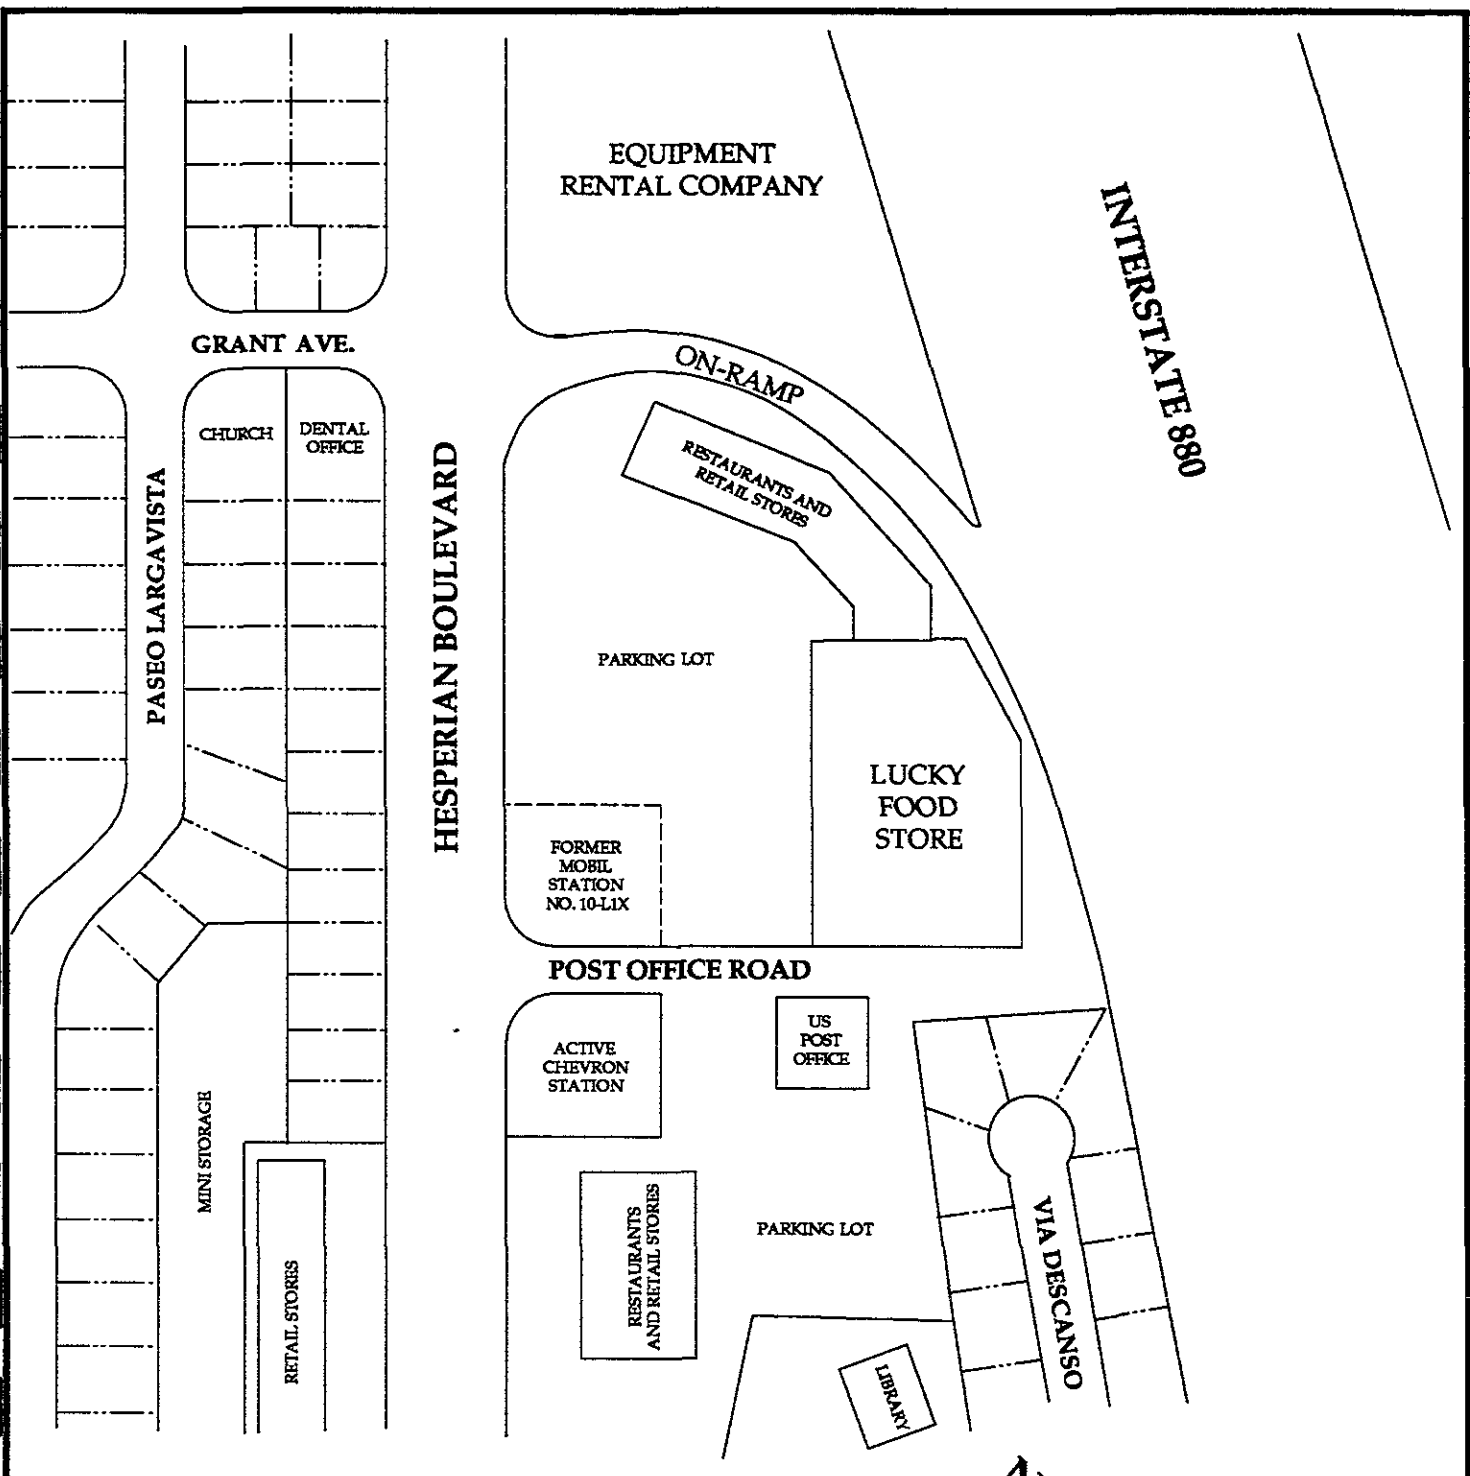 EQUIPMENT
RENTAL COMPANY
INTERSTATE 880
GRANT AVE.
ON-RAMP
CHURCH
DENTAL
OFFICE
RESTAURANTS AND
RETAIL STORES
PASEO LARGAVISTA
HESPERIAN BOULEVARD
PARKING LOT
LUCKY
FOOD
STORE
FORMER
MOBIL
STATION
NO. 10-L1X
POST OFFICE ROAD
US
POST
OFFICE
ACTIVE
CHEVRON
STATION
MINI STORAGE
RESTAURANTS
AND RETAIL STORES
PARKING LOT
VIA DESCANSO
RETAIL STORES
LIBRARY